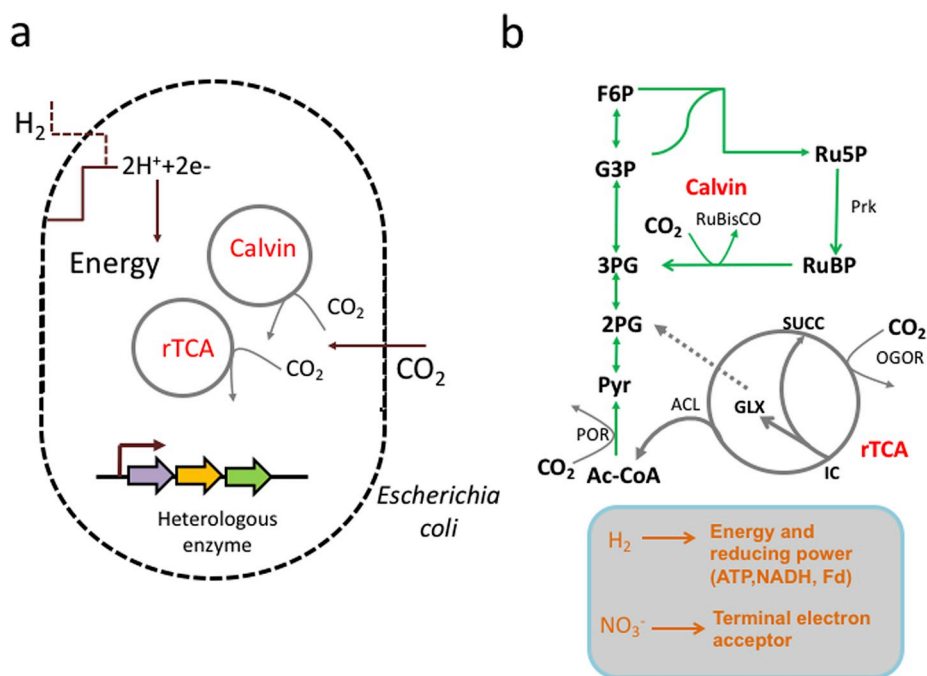 a
H₂
2H⁺+2e-
Energy
Calvin
CO₂
rTCA
CO₂
CO₂
Heterologous
enzyme
Escherichia
coli
b
F6P
Ru5P
G3P
Calvin
Prk
CO₂
RuBisCO
3PG
RuBP
2PG
SUCC
CO₂
OGOR
Pyr
GLX
ACL
POR
rTCA
CO₂
Ac-CoA
IC
H₂
Energy and
reducing power
(ATP,NADH, Fd)
NO₃⁻
Terminal electron
acceptor